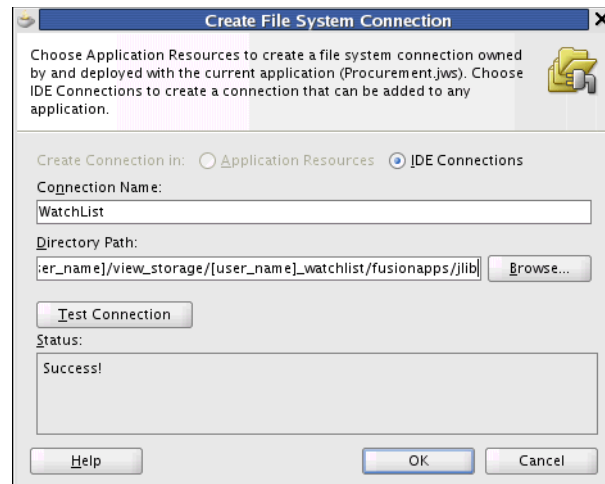 Create File System Connection
Choose Application Resources to create a file system connection owned
by and deployed with the current application (Procurement.jws). Choose
IDE Connections to create a connection that can be added to any
application.
Create Connection in: Application Resources IDE Connections
Connection Name:
WatchList
Directory Path:
er_name]/view_storage/[user_name]_watchlist/fusionapps/jlib Browse...
Test Connection
Status:
Success!
Help OK Cancel